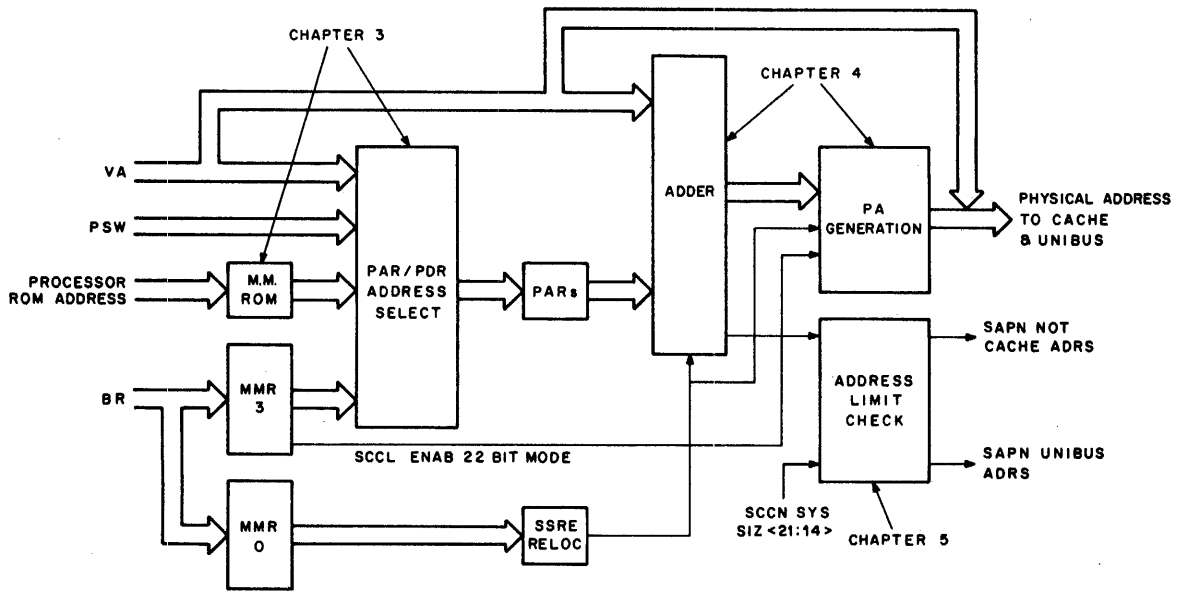 CHAPTER 3
CHAPTER 4
VA
PSW
PROCESSOR
ROM ADDRESS
M.M.
ROM
PAR/PDR
ADDRESS
SELECT
PARs
ADDER
PA
GENERATION
PHYSICAL ADDRESS
TO CACHE
& UNIBUS
BR
MMR
3
SCCL ENAB 22 BIT MODE
MMR
0
SSRE
RELOC
ADDRESS
LIMIT
CHECK
SAPN NOT
CACHE ADRS
SAPN UNIBUS
ADRS
SCCN SYS
SIZ <21:14>
CHAPTER 5